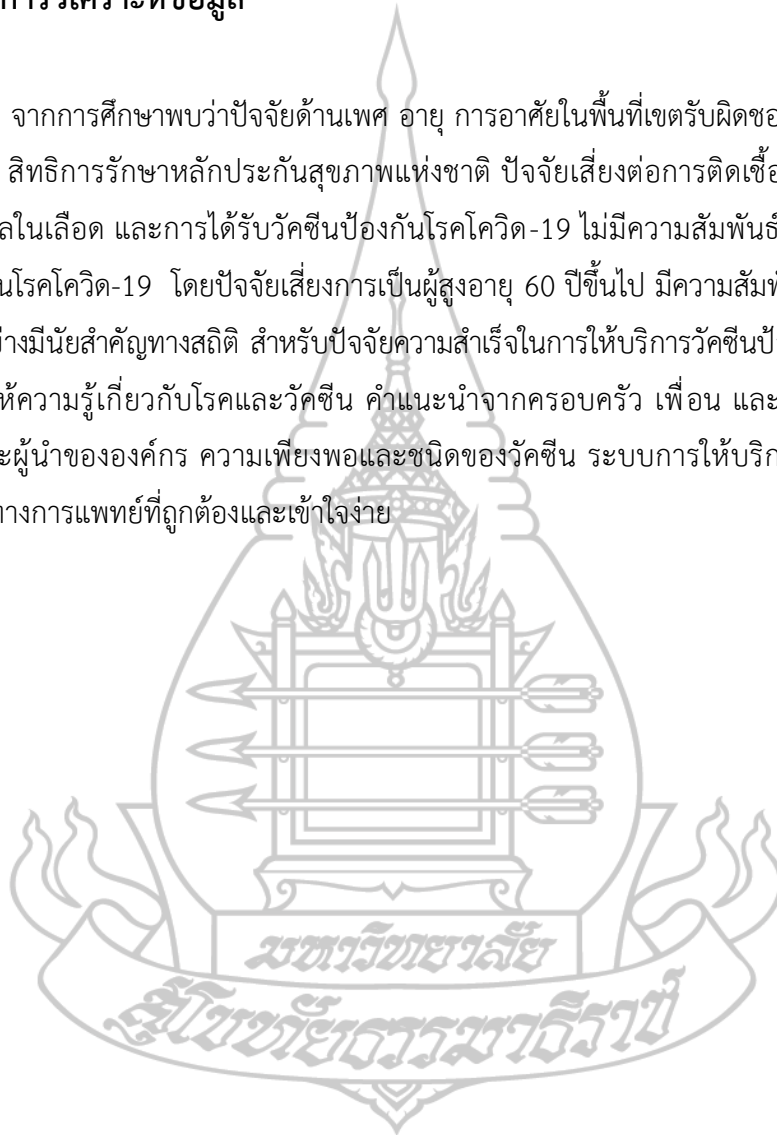 การวิเคราะห์ข้อมูล
จากการศึกษาพบว่าปัจจัยด้านเพศ อายุ การอาศัยในพื้นที่เขตรับผิดชอ
สิทธิการรักษาหลักประกันสุขภาพแห่งชาติ ปัจจัยเสี่ยงต่อการติดเชื้อ
ลในเลือด และการได้รับวัคซีนป้องกันโรคโควิด-19 ไม่มีความสัมพันธ์
นโรคโควิด-19 โดยปัจจัยเสี่ยงการเป็นผู้สูงอายุ 60 ปีขึ้นไป มีความสัมพั
างมีนัยสำคัญทางสถิติ สำหรับปัจจัยความสำเร็จในการให้บริการวัคซีนป้
ห้ความรู้เกี่ยวกับโรคและวัคซีน คำแนะนำจากครอบครัว เพื่อน และ
ะผู้นำขององค์กร ความเพียงพอและชนิดของวัคซีน ระบบการให้บริก
ทางการแพทย์ที่ถูกต้องและเข้าใจง่าย
มหาวิทยาลัย
สุโขทัยธรรมาธิราช